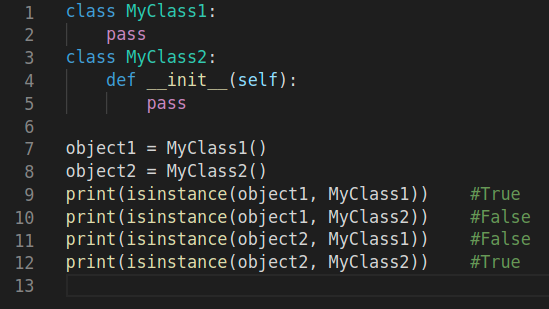 1 class MyClass1:
2     pass
3 class MyClass2:
4     def __init__(self):
5         pass
6
7 object1 = MyClass1()
8 object2 = MyClass2()
9 print(isinstance(object1, MyClass1))    #True
10 print(isinstance(object1, MyClass2))    #False
11 print(isinstance(object2, MyClass1))    #False
12 print(isinstance(object2, MyClass2))    #True
13